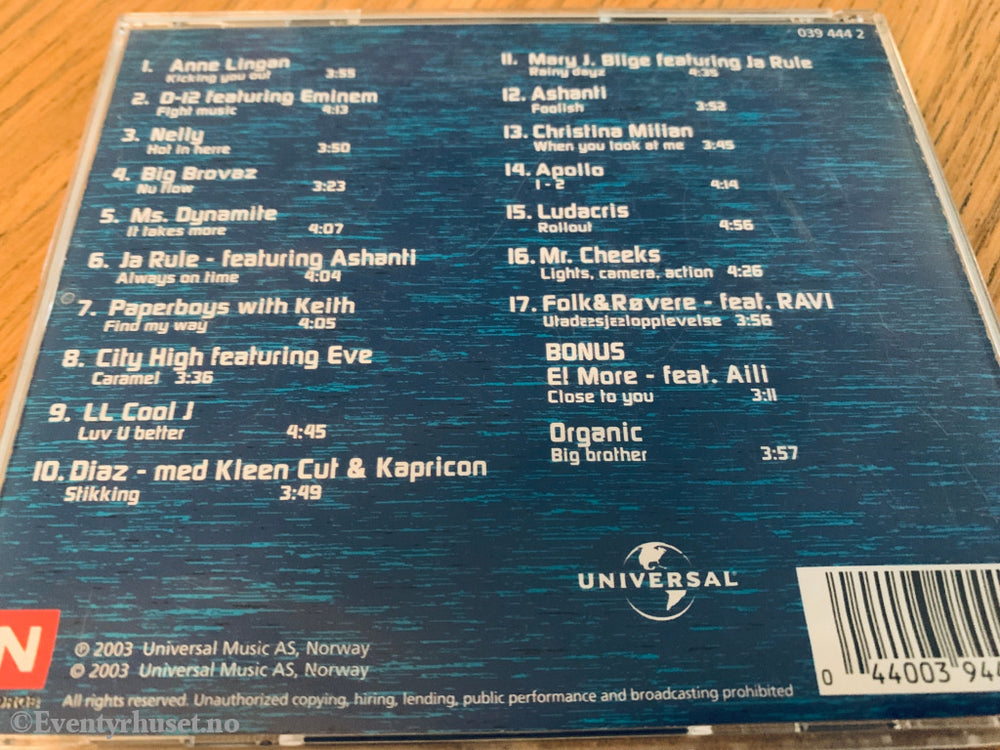 039 444 2
1. Anne Lingan
Kicking you out 3:55
2. D-12 featuring Eminem
Fight music 4:13
3. Nelly
Hot in herre 3:50
4. Big Brovaz
Nu flow 3:23
5. Ms. Dynamite
It takes more 4:07
6. Ja Rule - featuring Ashanti
Always on time 4:04
7. Paperboys with Keith
Find my way 4:05
8. City High featuring Eve
Caramel 3:36
9. LL Cool J
Luv U better 4:45
10. Diaz - med Kleen Cut & Kapricon
Stikking 3:49
11. Mary J. Blige featuring Ja Rule
Rainy dayz 4:35
12. Ashanti
Foolish 3:52
13. Christina Milian
When you look at me 3:45
14. Apollo
1 - 2 4:14
15. Ludacris
Rollout 4:56
16. Mr. Cheeks
Lights, camera, action 4:26
17. Folk&Røvere - feat. RAVI
Utadæsjælopplevelse 3:56
BONUS
El More - feat. Aili
Close to you 3:11
Organic
Big brother 3:57
UNIVERSAL
N
℗ 2003 Universal Music AS, Norway
© 2003 Universal Music AS, Norway
All rights reserved. Unauthorized copying, hiring, lending, public performance and broadcasting prohibited
0 44003 944
©Eventyrhuset.no